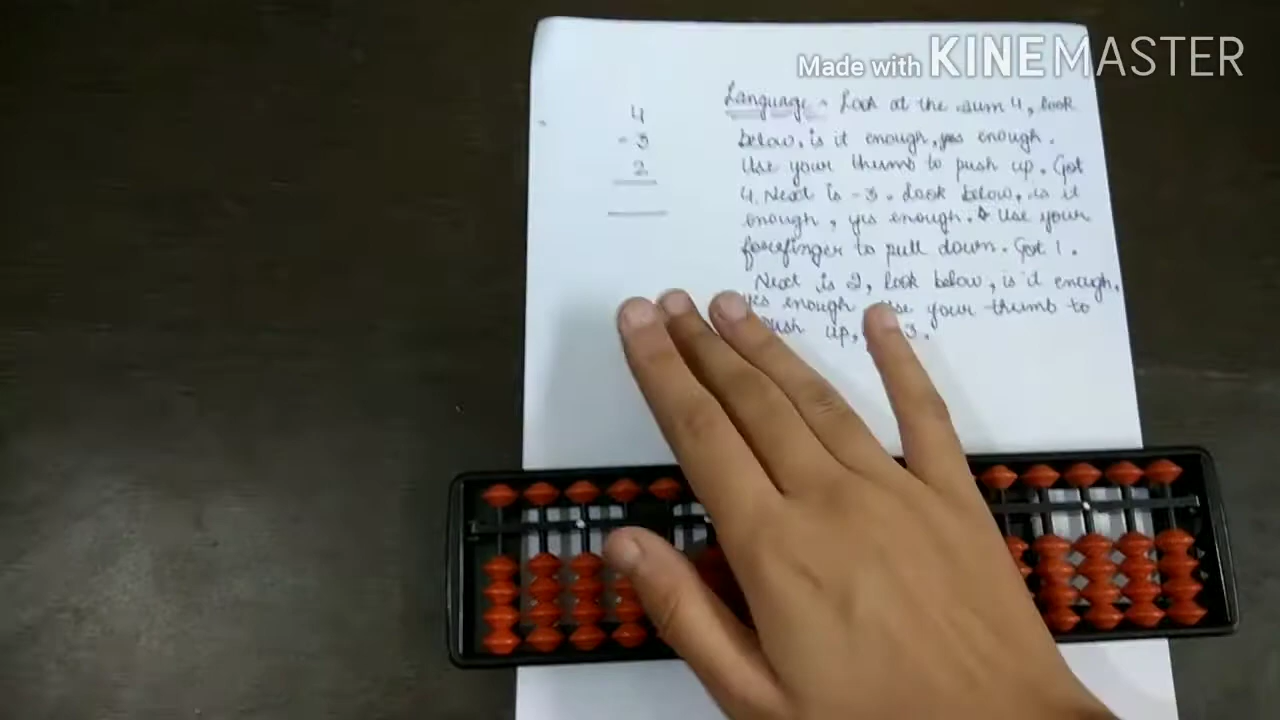 Made with KINEMASTER
4
- 3
2
Language - Look at the sum 4, look
below, is it enough, yes enough.
Use your thumb to push up. Got
4. Next is -3. Look below, is it
enough, yes enough. Use your
forefinger to pull down. Got 1.
Next is 2, look below, is it enough,
yes enough your thumb to
push up, 3.